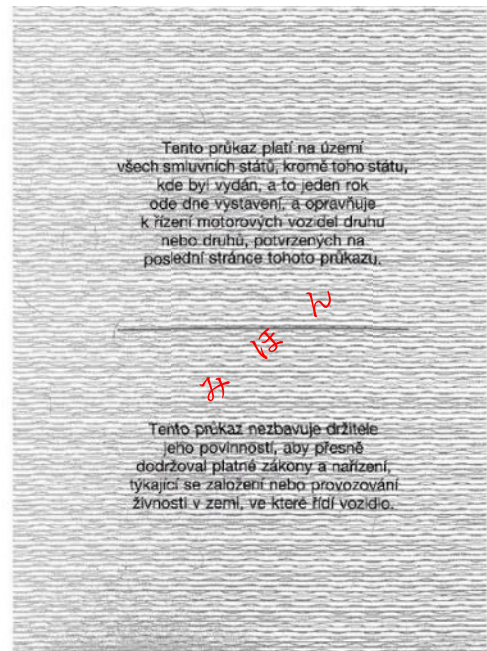 Tento průkaz platí na území
všech smluvních států, kromě toho státu,
kde byl vydán, a to jeden rok
ode dne vystavení, a opravňuje
k řízení motorových vozidel druhu
nebo druhů, potvrzených na
poslední stránce tohoto průkazu.
みほん
Tento průkaz nezbavuje držitele
jeho povinností, aby přesně
dodržoval platné zákony a nařízení,
týkající se založení nebo provozování
živnosti v zemi, ve které řídí vozidlo.